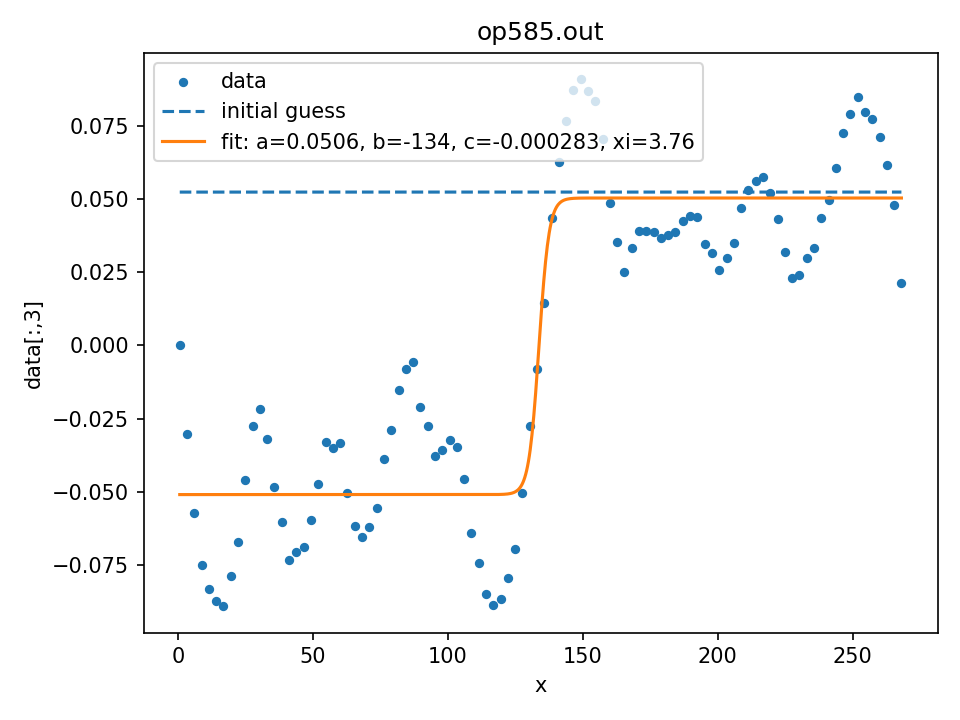 op585.out
data
initial guess
fit: a=0.0506, b=-134, c=-0.000283, xi=3.76
data[:,3]
0.075
0.050
0.025
0.000
−0.025
−0.050
−0.075
0 50 100 150 200 250
x